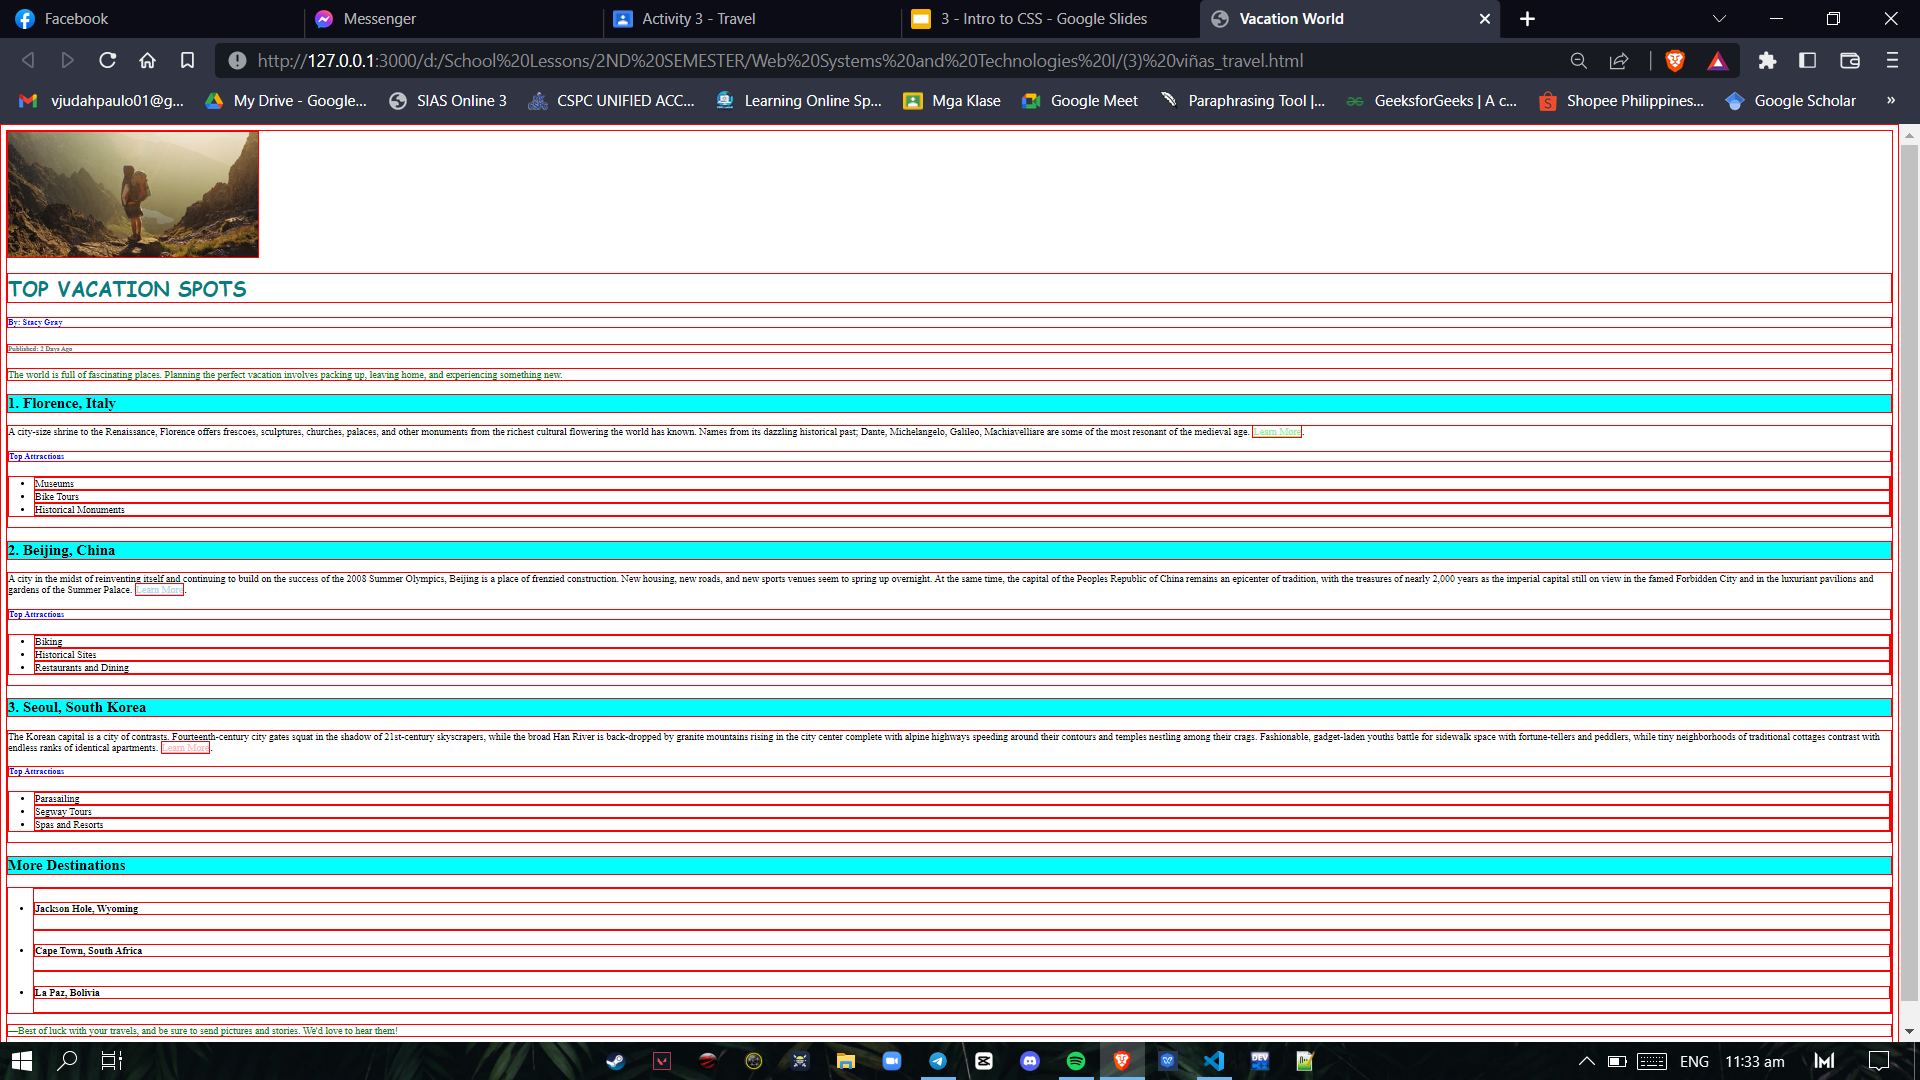 Facebook
Messenger
Activity 3 - Travel
3 - Intro to CSS - Google Slides
Vacation World
http://127.0.0.1:3000/d:/School%20Lessons/2ND%20SEMESTER/Web%20Systems%20and%20Technologies%20I/(3)%20viñas_travel.html
vjudahpaulo01@g...
My Drive - Google...
SIAS Online 3
CSPC UNIFIED ACC...
Learning Online Sp...
Mga Klase
Google Meet
Paraphrasing Tool |...
GeeksforGeeks | A c...
Shopee Philippines...
Google Scholar
»
TOP VACATION SPOTS
By: Stacy Gray
Published: 2 Days Ago
The world is full of fascinating places. Planning the perfect vacation involves packing up, leaving home, and experiencing something new.
1. Florence, Italy
A city-size shrine to the Renaissance, Florence offers frescoes, sculptures, churches, palaces, and other monuments from the richest cultural flowering the world has known. Names from its dazzling historical past; Dante, Michelangelo, Galileo, Machiavelliare are some of the most resonant of the medieval age. Learn More.
Top Attractions
• Museums
• Bike Tours
• Historical Monuments
2. Beijing, China
A city in the midst of reinventing itself and continuing to build on the success of the 2008 Summer Olympics, Beijing is a place of frenzied construction. New housing, new roads, and new sports venues seem to spring up overnight. At the same time, the capital of the Peoples Republic of China remains an epicenter of tradition, with the treasures of nearly 2,000 years as the imperial capital still on view in the famed Forbidden City and in the luxuriant pavilions and
gardens of the Summer Palace. Learn More.
Top Attractions
• Biking
• Historical Sites
• Restaurants and Dining
3. Seoul, South Korea
The Korean capital is a city of contrasts. Fourteenth-century city gates squat in the shadow of 21st-century skyscrapers, while the broad Han River is back-dropped by granite mountains rising in the city center complete with alpine highways speeding around their contours and temples nestling among their crags. Fashionable, gadget-laden youths battle for sidewalk space with fortune-tellers and peddlers, while tiny neighborhoods of traditional cottages contrast with
endless ranks of identical apartments. Learn More.
Top Attractions
• Parasailing
• Segway Tours
• Spas and Resorts
More Destinations
• Jackson Hole, Wyoming
• Cape Town, South Africa
• La Paz, Bolivia
—Best of luck with your travels, and be sure to send pictures and stories. We'd love to hear them!
DEV
ENG
11:33 am